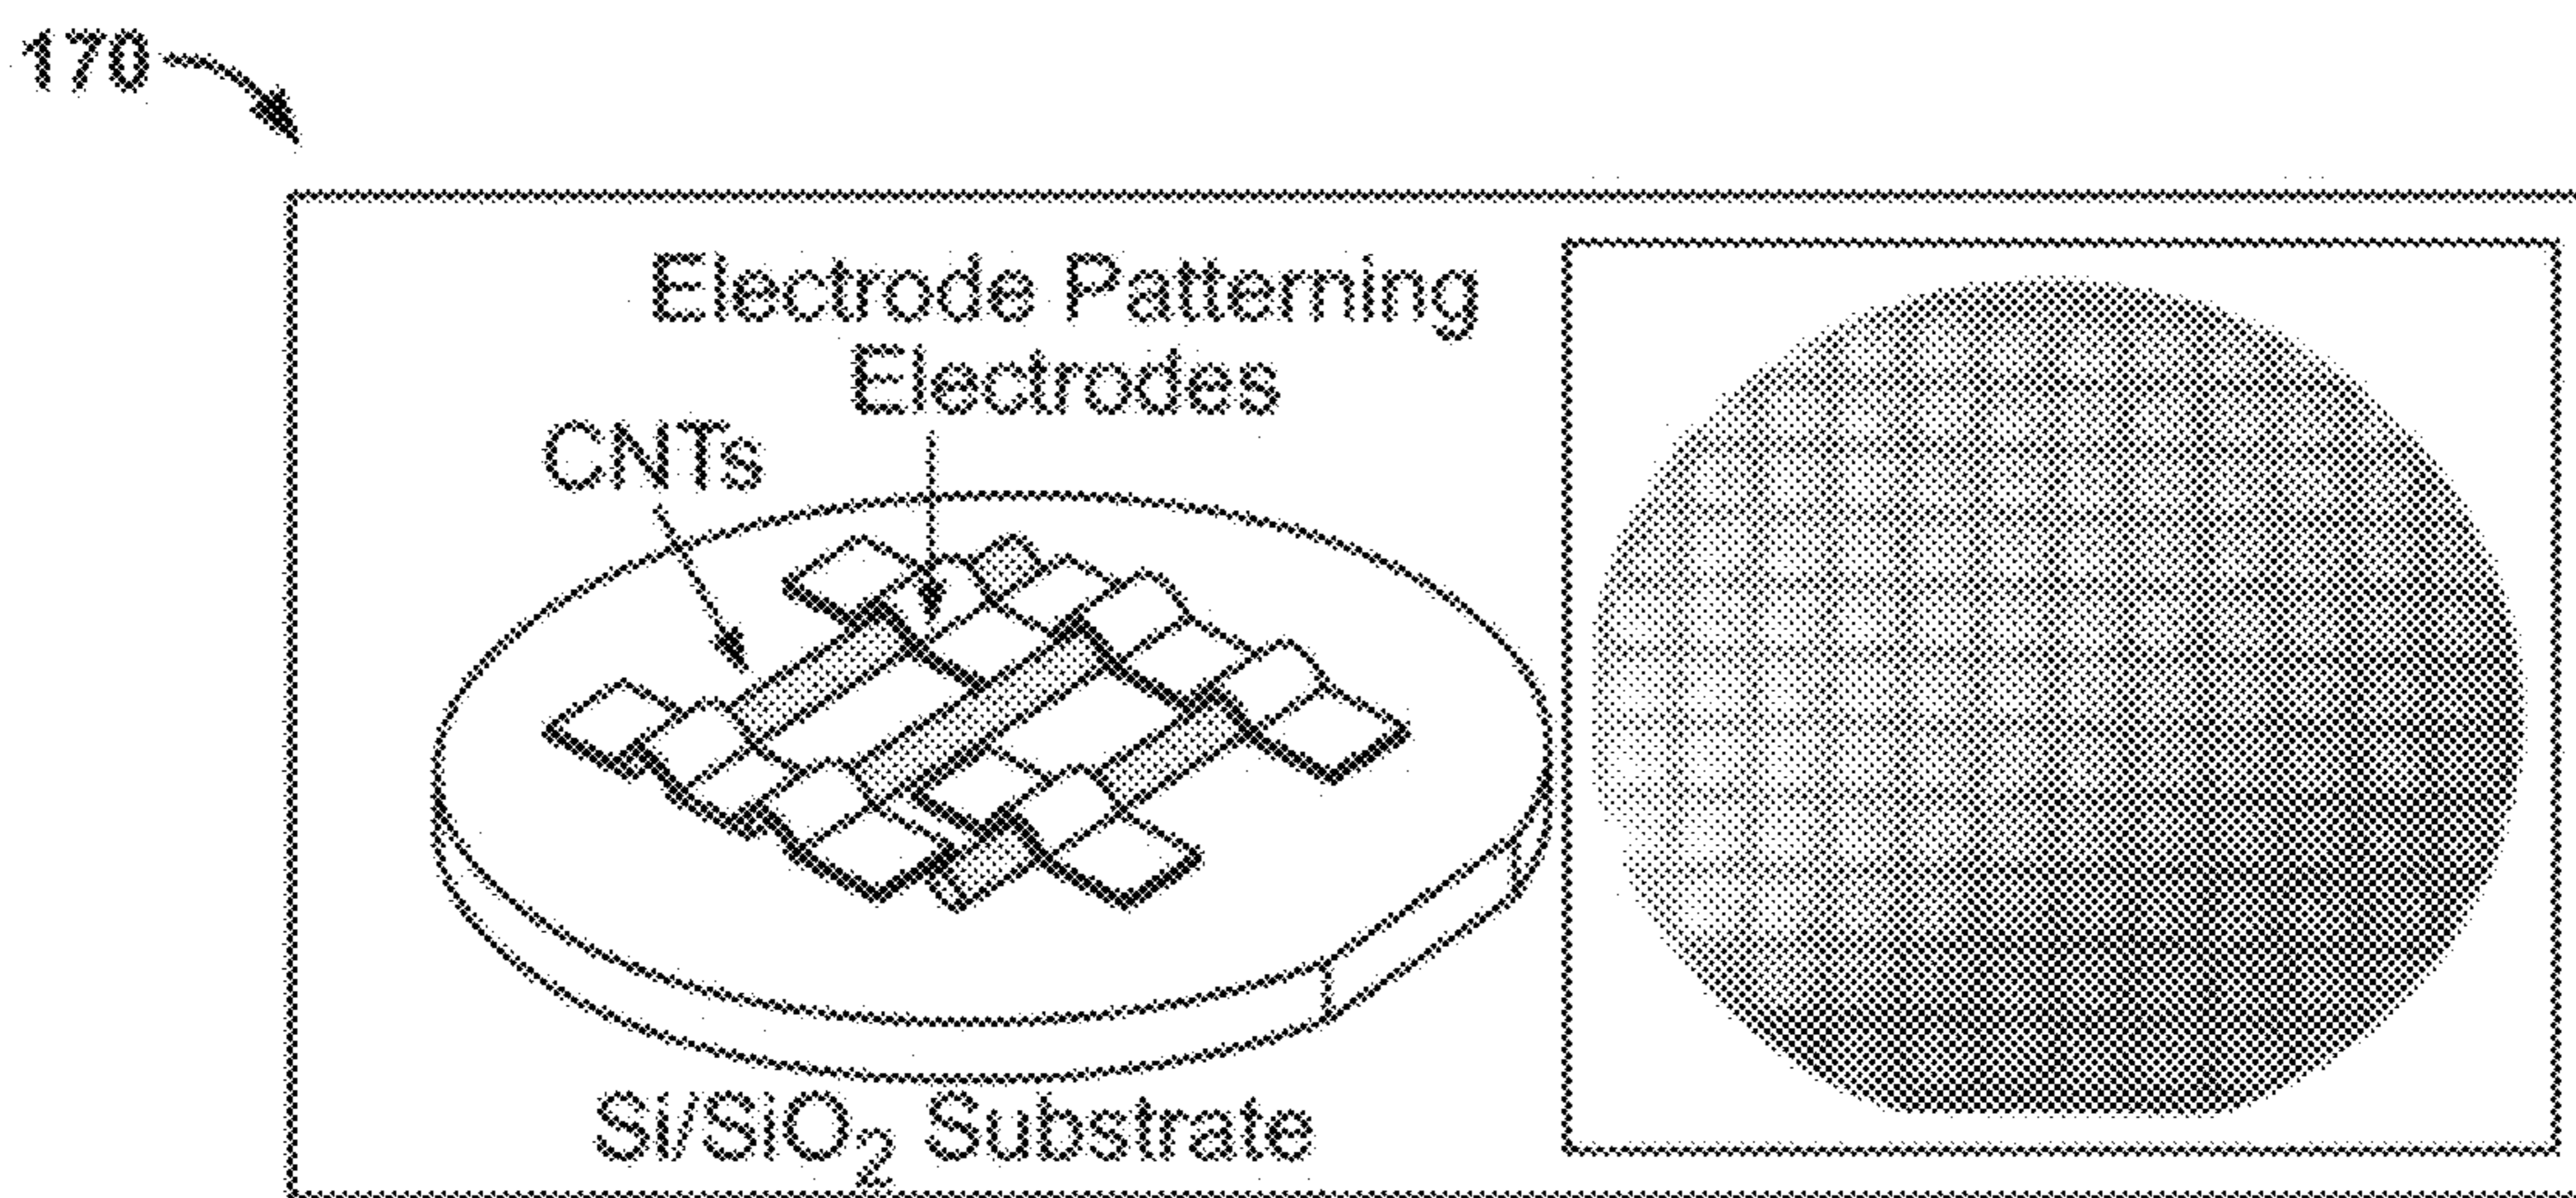 170
Electrode Patterning
Electrodes
CNTs
Si/SiO₂ Substrate